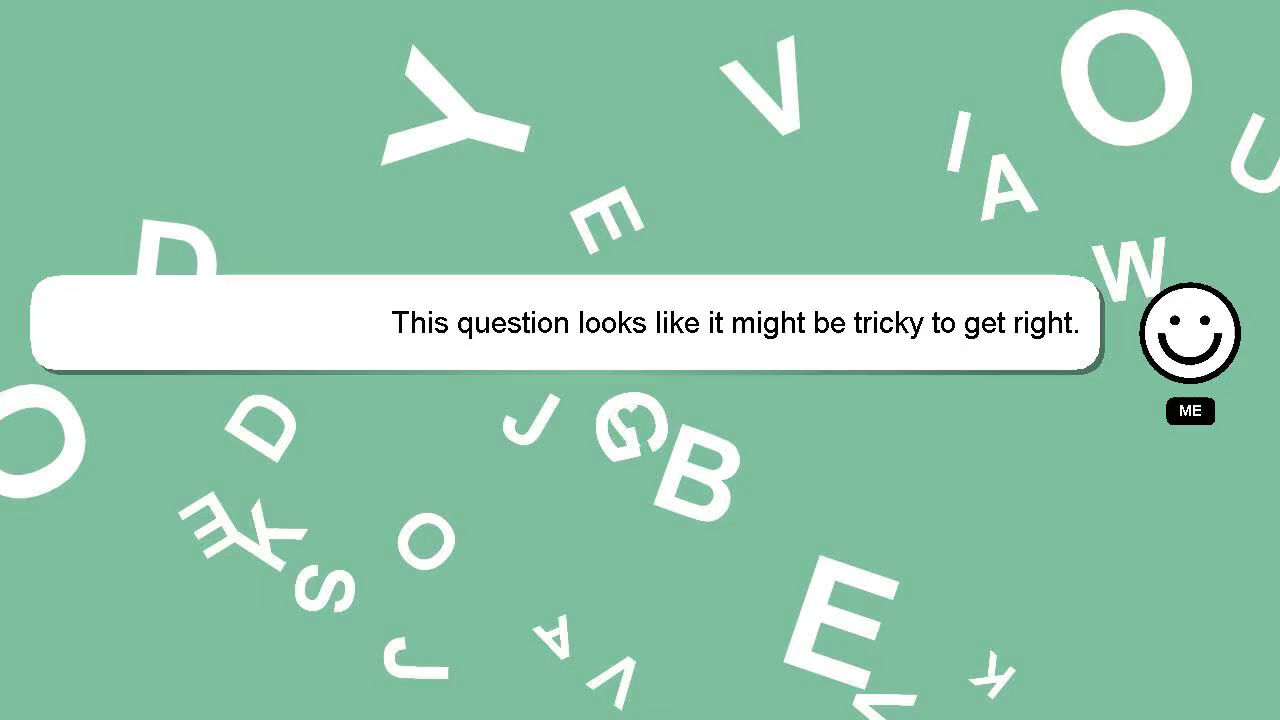 Y
V
O
I
A
U
E
D
W
This question looks like it might be tricky to get right.
ME
O
D
J
G
B
E
K
S
O
J
A
V
E
V
K